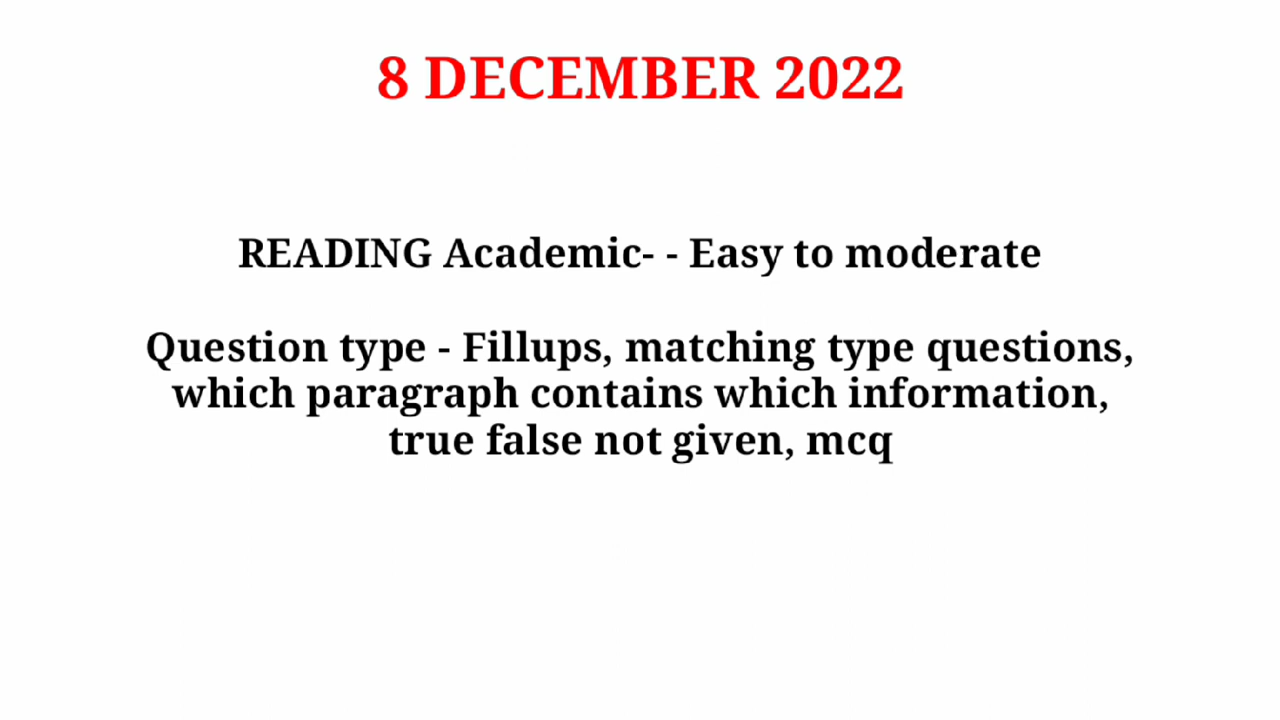 8 DECEMBER 2022
READING Academic- - Easy to moderate
Question type - Fillups, matching type questions,
which paragraph contains which information,
true false not given, mcq